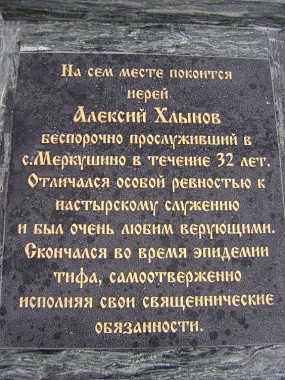 На сем месте покоится
иерей
Алексий Хлынов
беспорочно прослуживший в
с.Меркушино в течение 32 лет.
Отличался особой ревностью к
пастырскому служению
и был очень любим верующими.
Скончался во время эпидемии
тифа, самоотверженно
исполняя свои священнические
обязанности.